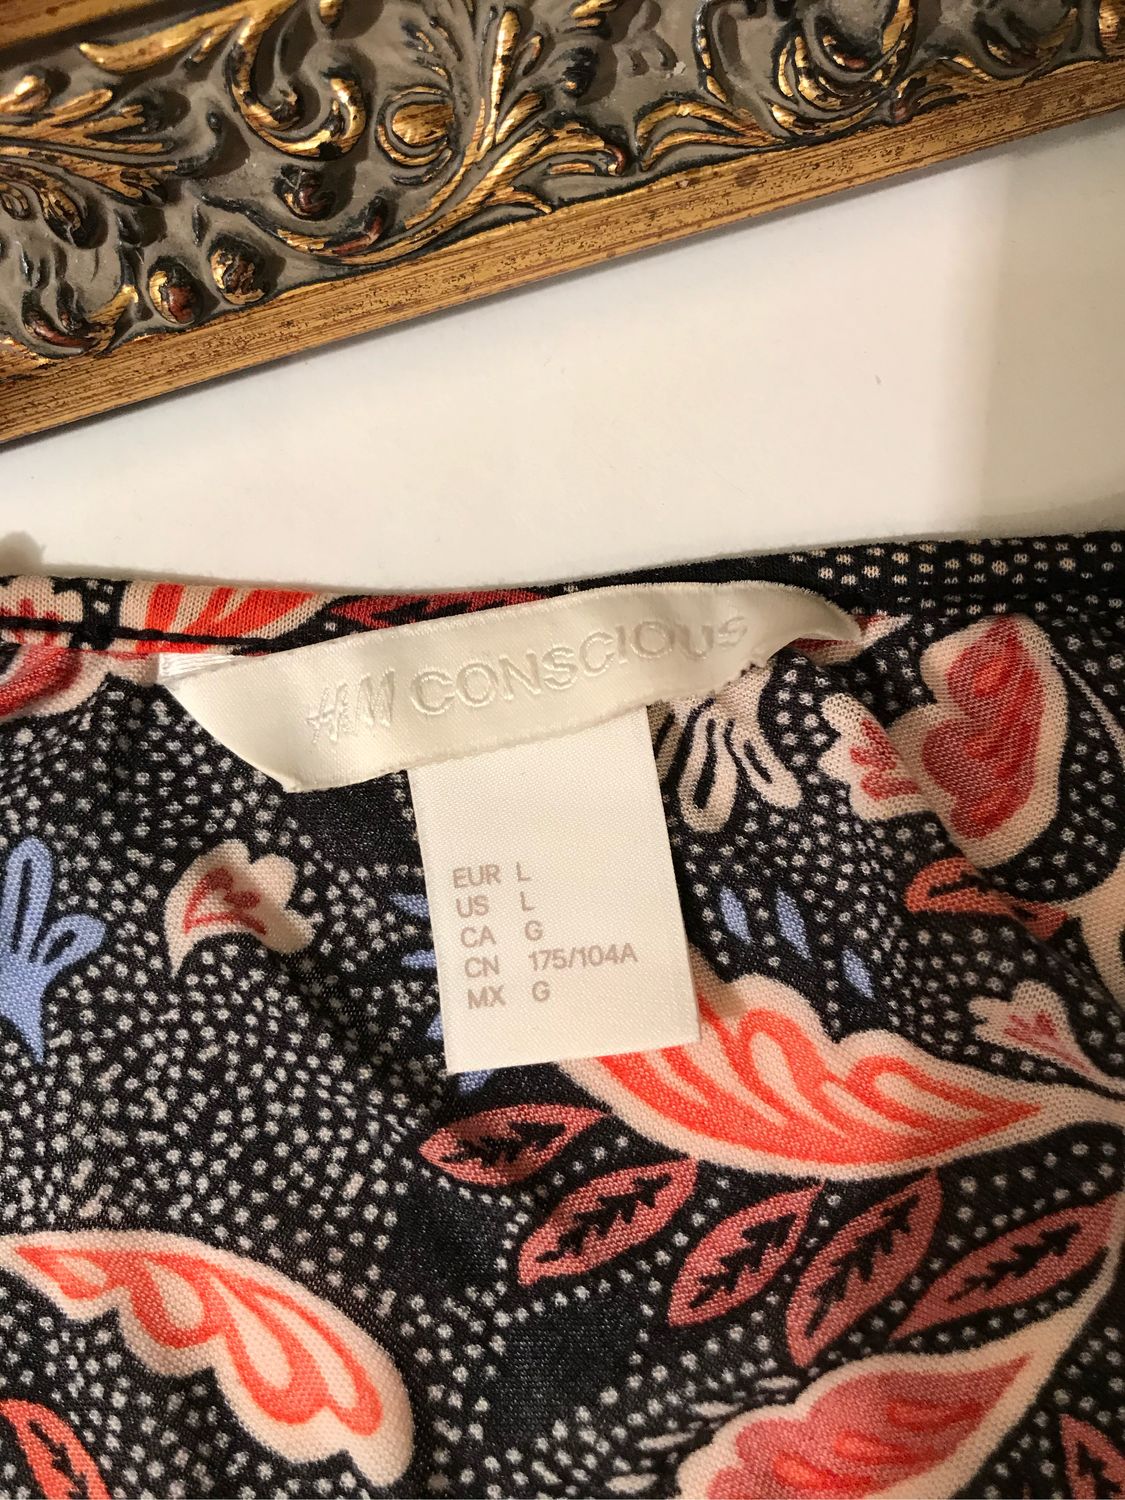 H&M CONSCIOUS
EUR L
US L
CA G
CN 175/104A
MX G